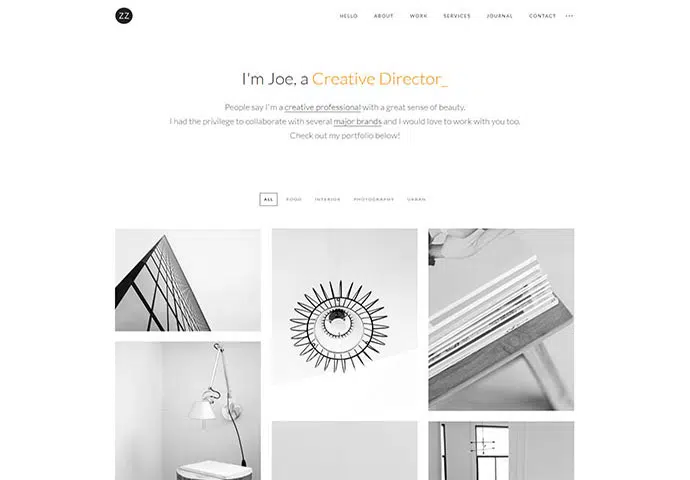 ZZ
HELLO ABOUT WORK SERVICES JOURNAL CONTACT
I'm Joe, a Creative Director_
People say I'm a creative professional with a great sense of beauty.
I had the privilege to collaborate with several major brands and I would love to work with you too.
Check out my portfolio below!
ALL FOOD INTERIOR PHOTOGRAPHY URBAN